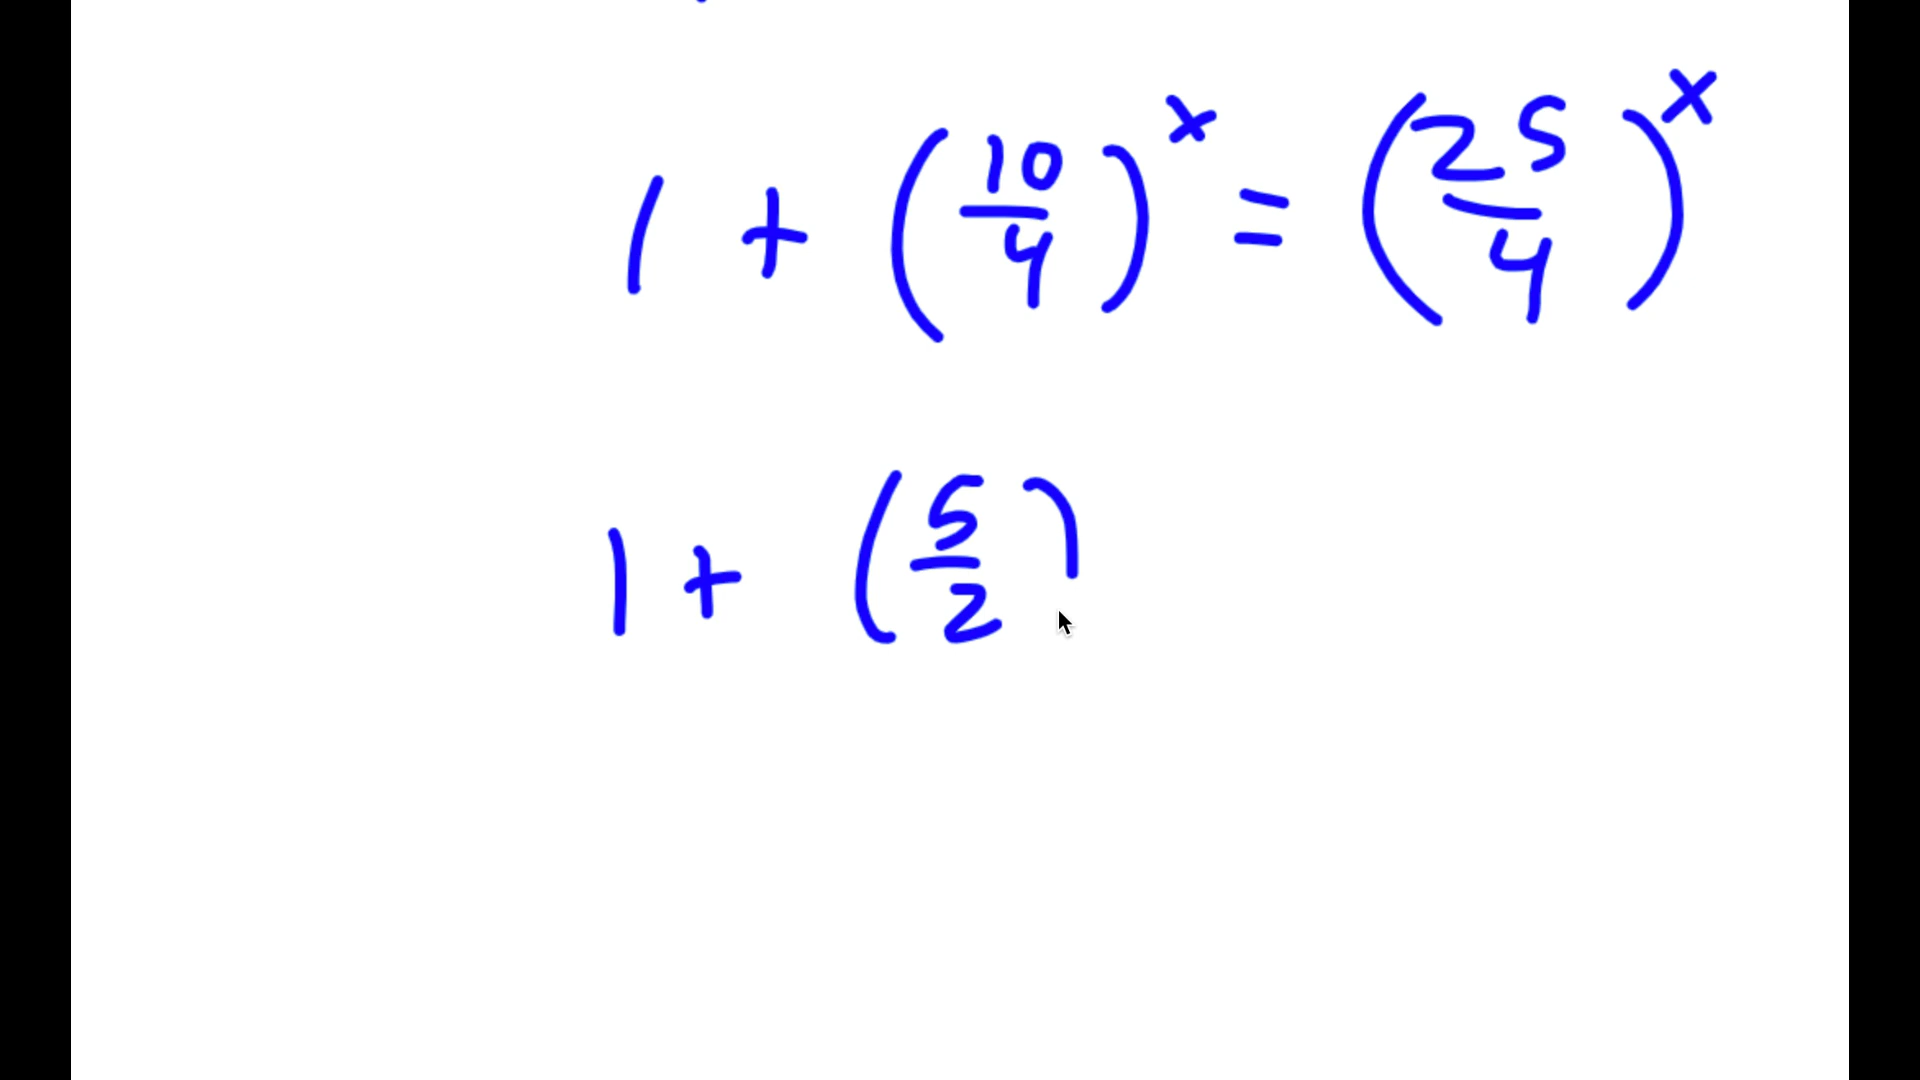 1 + (10/4)^x = (25/4)^x
1 + (5/2)